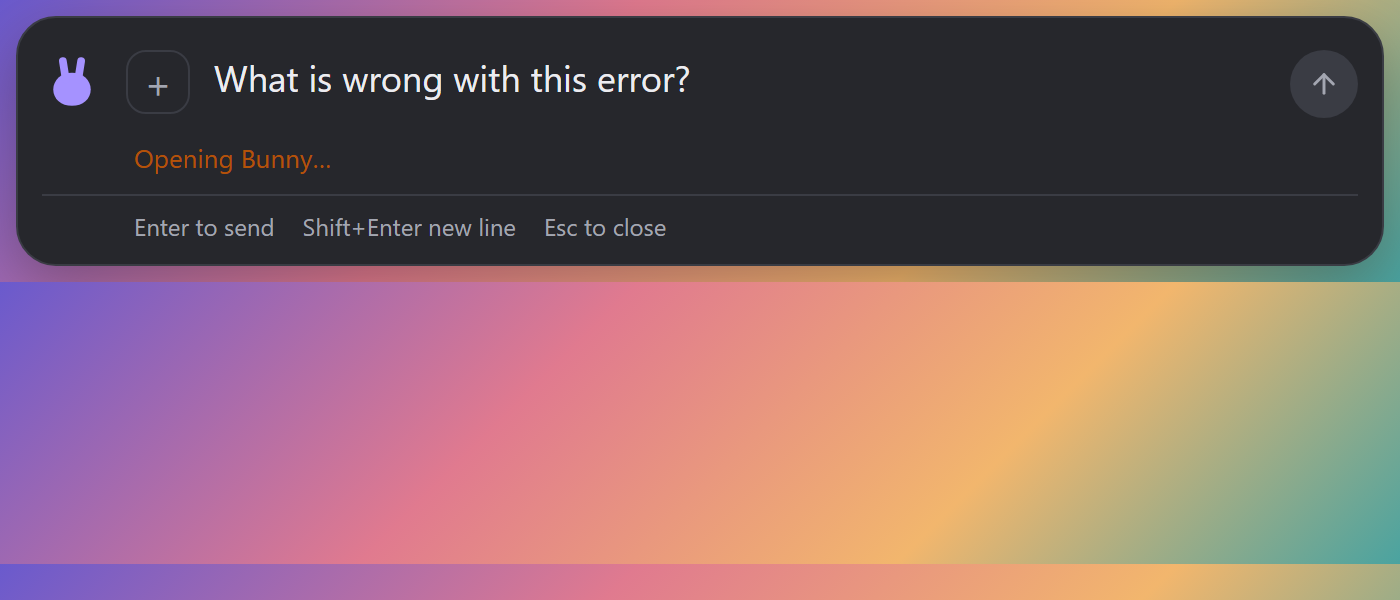 What is wrong with this error?
Opening Bunny...
Enter to send Shift+Enter new line Esc to close